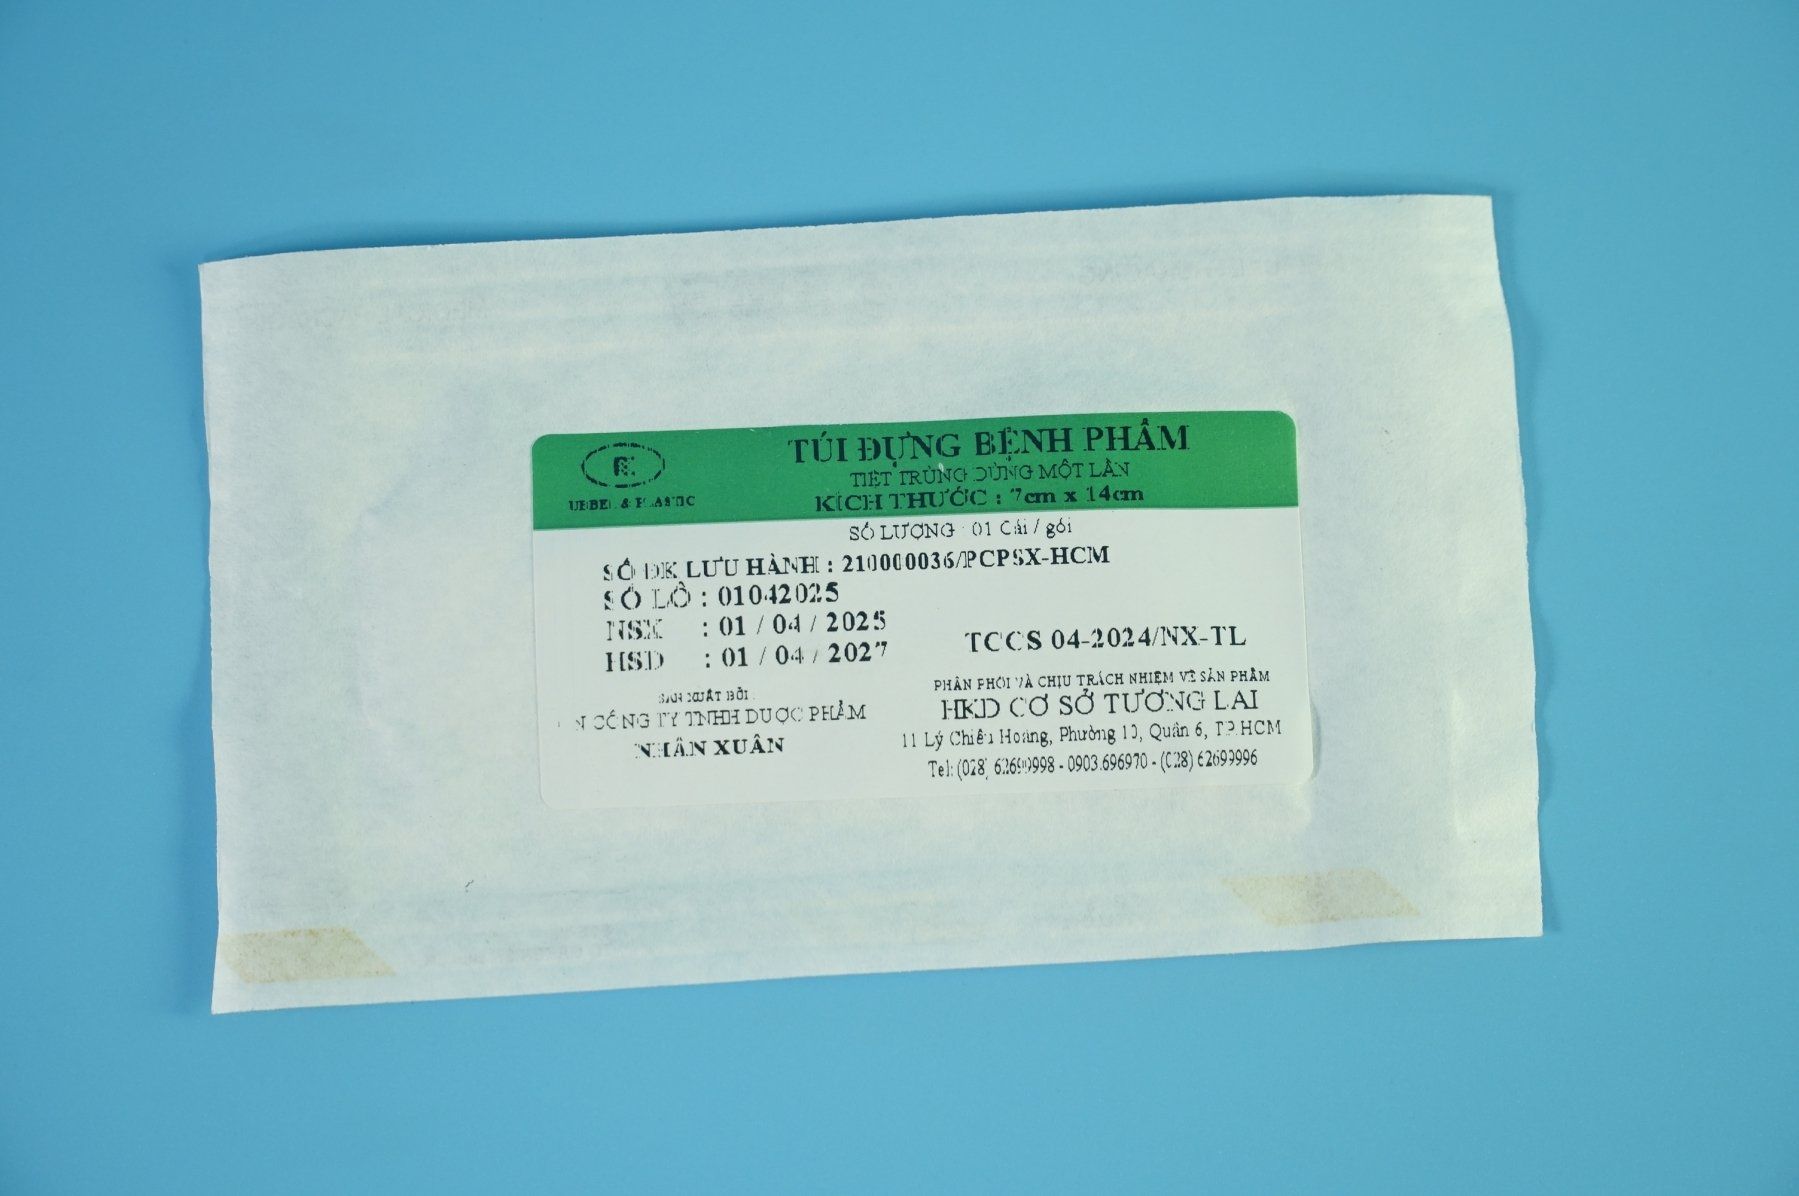 TÚI ĐỰNG BỆNH PHẨM
TIỆT TRÙNG DÙNG MỘT LẦN
KÍCH THƯỚC : 7cm x 14cm
& PLASTIC
SỐ LƯỢNG : 01 Cái / gói
SỐ ĐK LƯU HÀNH : 210000036/PCPSX-HCM
SỐ LÔ : 01042025
NSX : 01 / 04 / 2025
HSD : 01 / 04 / 2027
TCCS 04-2024/NX-TL
SẢN XUẤT BỞI :
CÔNG TY TNHH DƯỢC PHẨM
NHÂN XUÂN
PHÂN PHỐI VÀ CHỊU TRÁCH NHIỆM VỀ SẢN PHẨM
HKD CƠ SỞ TƯƠNG LAI
11 Lý Chiêu Hoàng, Phường 10, Quận 6, TP.HCM
Tel: (028) 62699998 - 0903.696970 - (028) 62699996